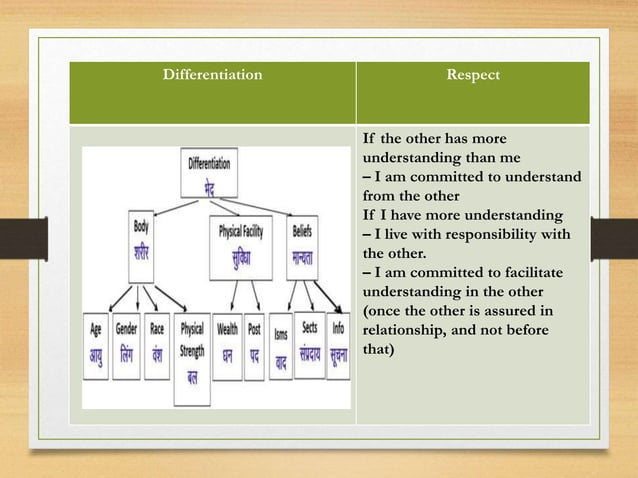 Differentiation
Respect
Differentiation
भेद
Body
शरीर
Physical Facility
सुविधा
Beliefs
मान्यता
Age
आयु
Gender
लिंग
Race
वंश
Physical
Strength
बल
Wealth
धन
Post
पद
Isms
वाद
Sects
संप्रदाय
Info
सूचना
If the other has more
understanding than me
– I am committed to understand
from the other
If I have more understanding
– I live with responsibility with
the other.
– I am committed to facilitate
understanding in the other
(once the other is assured in
relationship, and not before
that)